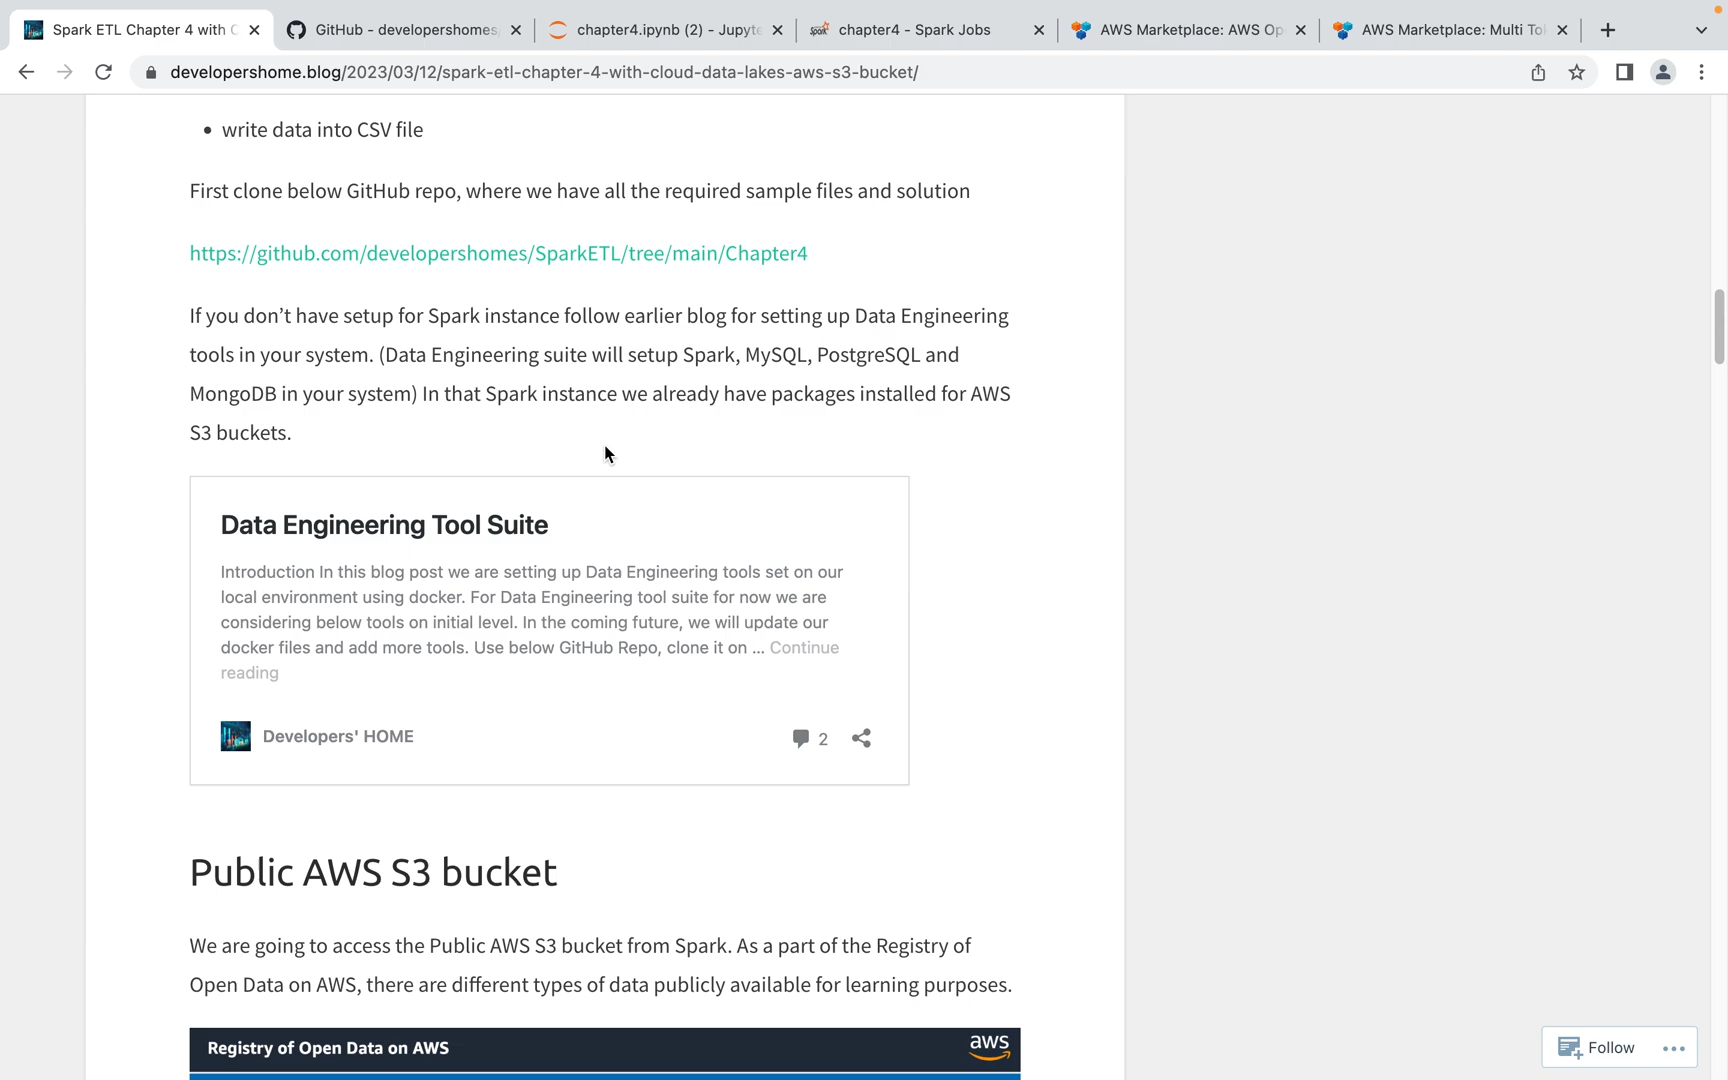 Spark ETL Chapter 4 with C
GitHub - developershomes
chapter4.ipynb (2) - Jupyte
Spark
chapter4 - Spark Jobs
AWS Marketplace: AWS Op
AWS Marketplace: Multi To
developershome.blog/2023/03/12/spark-etl-chapter-4-with-cloud-data-lakes-aws-s3-bucket/
• write data into CSV file
First clone below GitHub repo, where we have all the required sample files and solution
https://github.com/developershomes/SparkETL/tree/main/Chapter4
If you don’t have setup for Spark instance follow earlier blog for setting up Data Engineering
tools in your system. (Data Engineering suite will setup Spark, MySQL, PostgreSQL and
MongoDB in your system) In that Spark instance we already have packages installed for AWS
S3 buckets.
Data Engineering Tool Suite
Introduction In this blog post we are setting up Data Engineering tools set on our
local environment using docker. For Data Engineering tool suite for now we are
considering below tools on initial level. In the coming future, we will update our
docker files and add more tools. Use below GitHub Repo, clone it on ... Continue
reading
Developers' HOME
2
Public AWS S3 bucket
We are going to access the Public AWS S3 bucket from Spark. As a part of the Registry of
Open Data on AWS, there are different types of data publicly available for learning purposes.
Registry of Open Data on AWS
aws
Follow